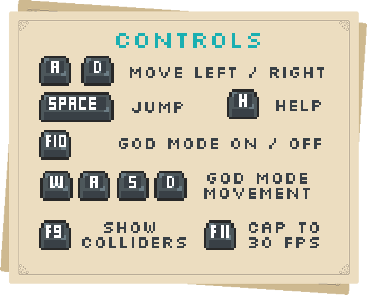 CONTROLS
A D MOVE LEFT / RIGHT
SPACE JUMP H HELP
F10 GOD MODE ON / OFF
W A S D GOD MODE
MOVEMENT
F9 SHOW
COLLIDERS
F11 CAP TO
30 FPS